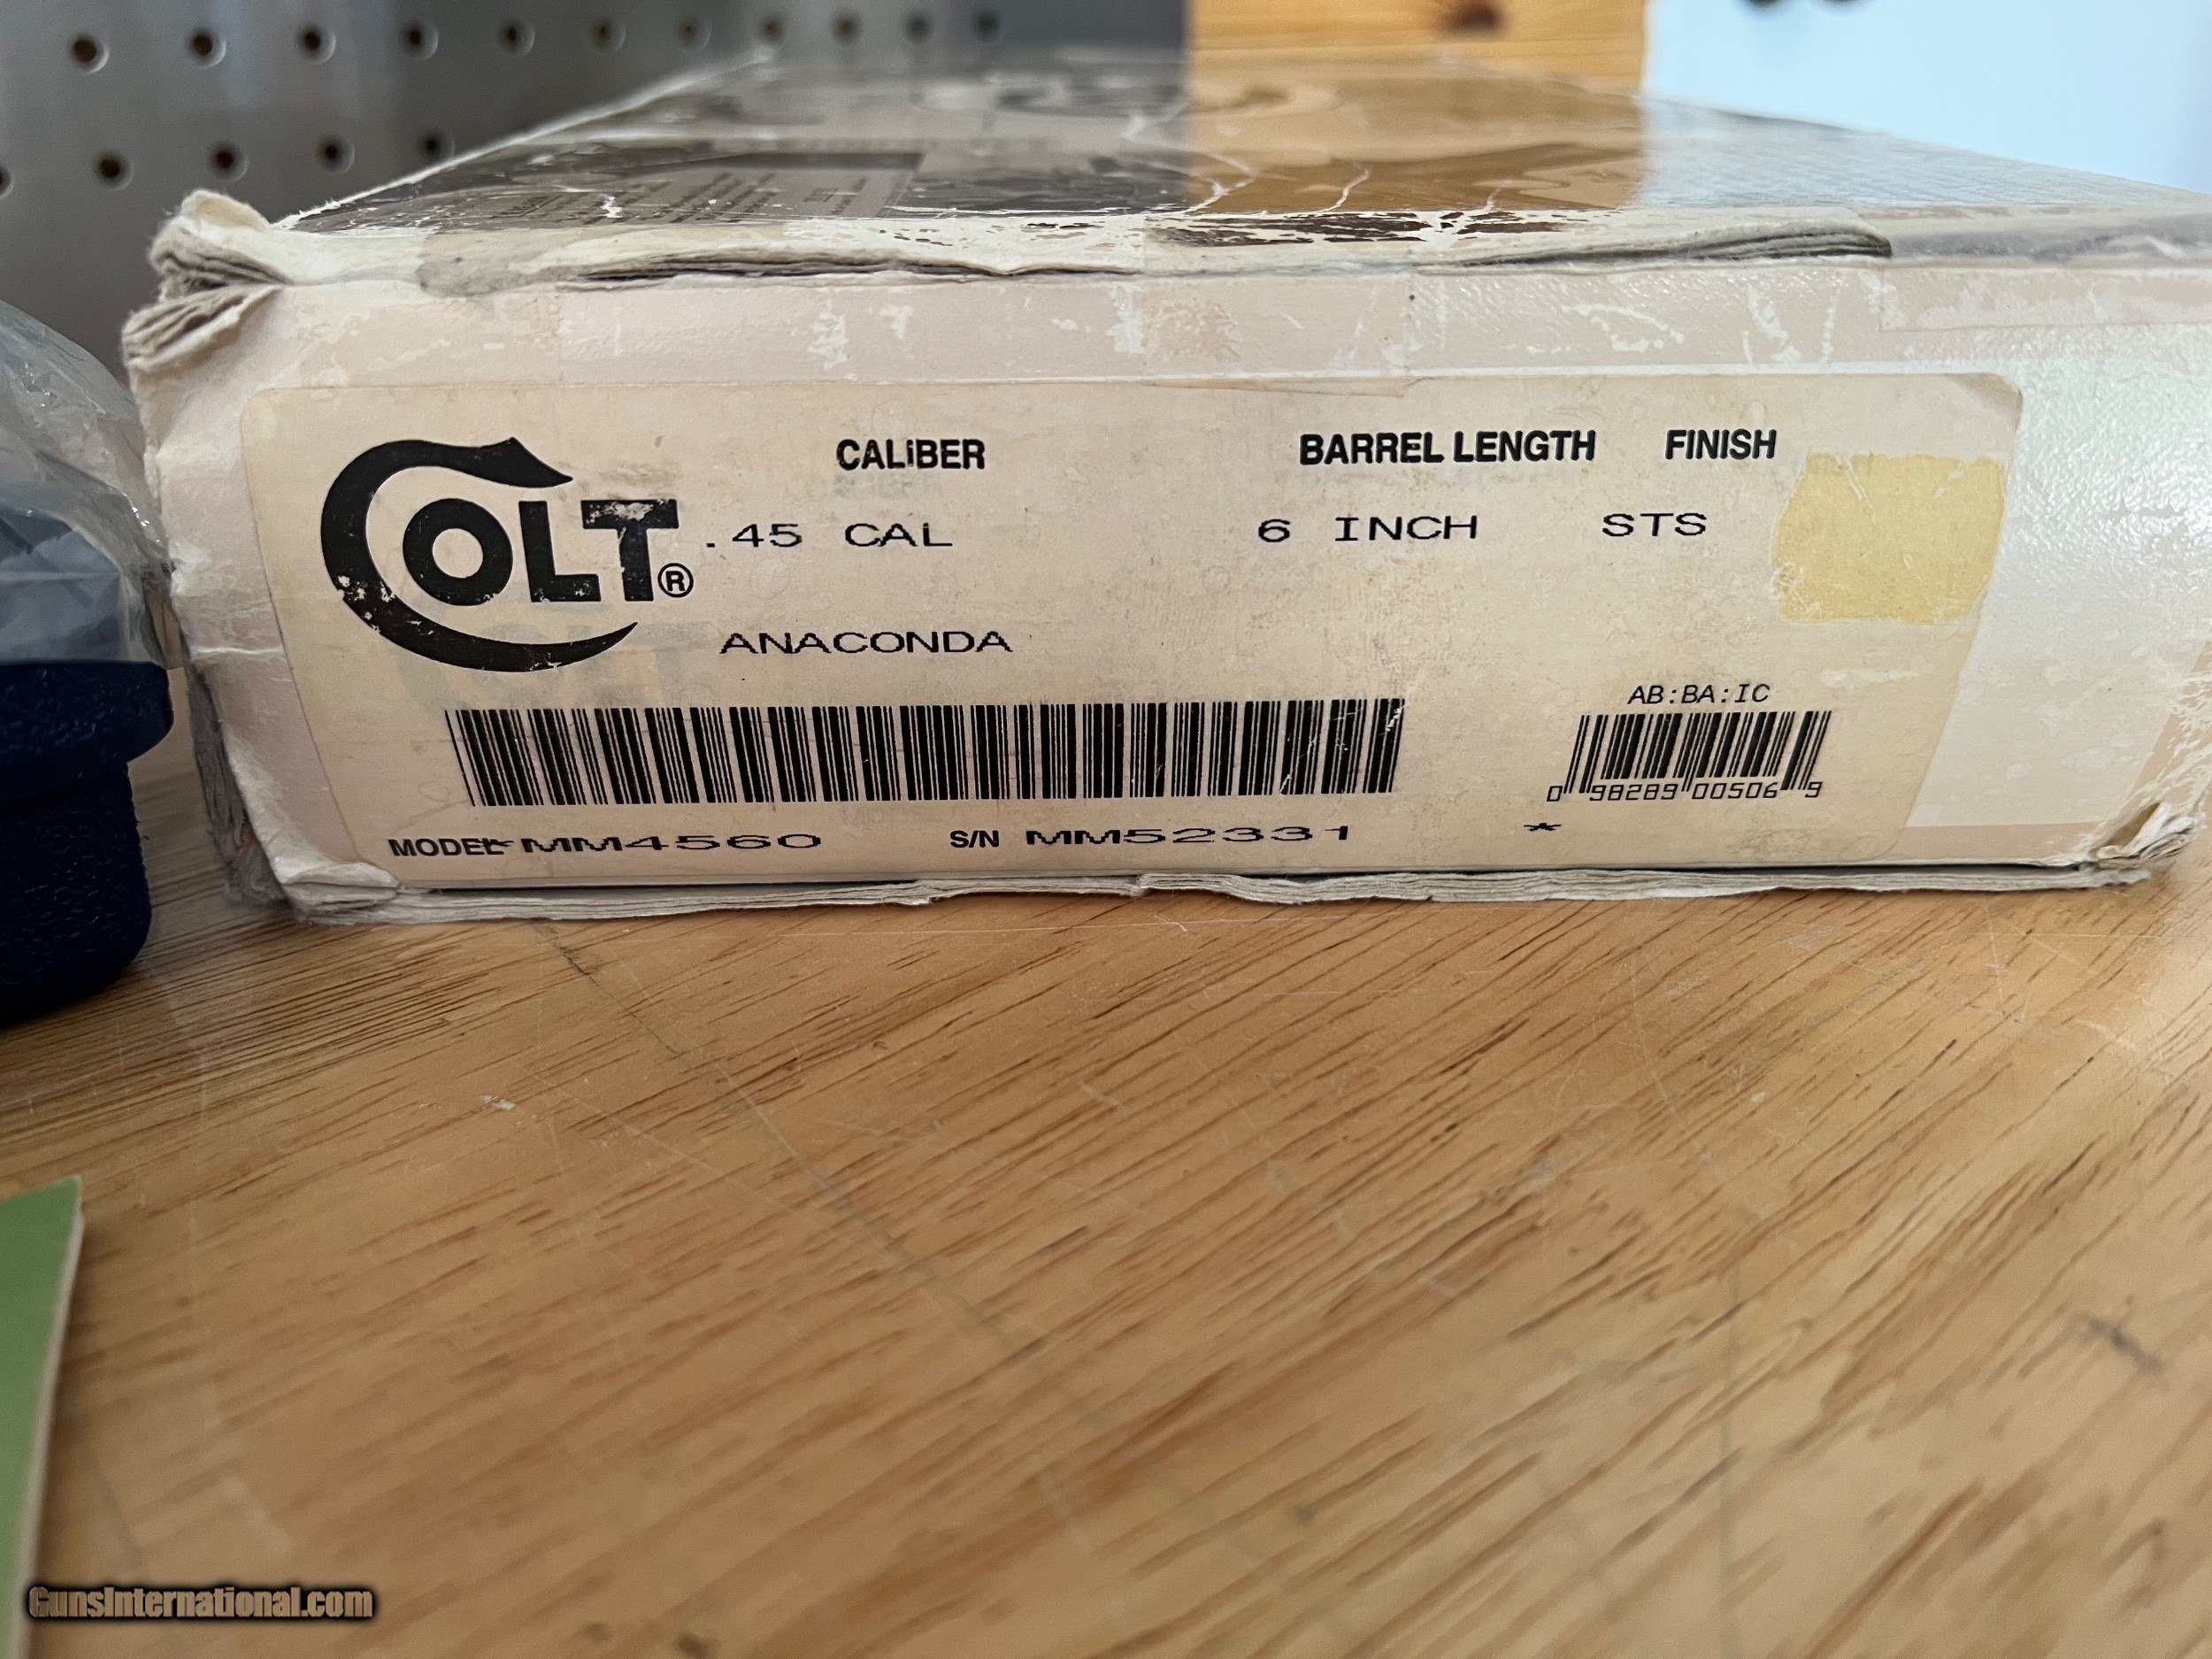 COLT®
CALIBER
BARREL LENGTH
FINISH
.45 CAL
6 INCH
STS
ANACONDA
AB:BA:IC
0 98289 00506 9
MODEL *MM4560
S/N MM52331
*
GunsInternational.com